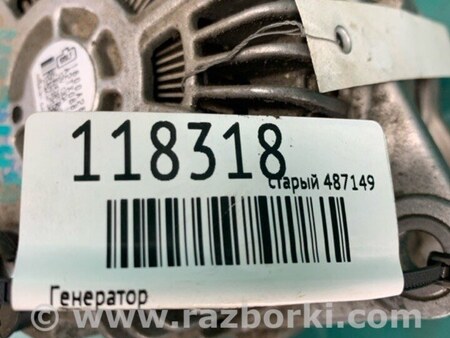 118318
старый 487149
Генератор
© www.razborki.com